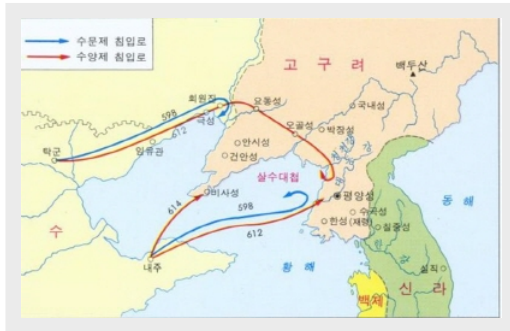 수문제 침입로
수양제 침입로
고구려
백두산
회원진
요동성
국내성
598
612
오골성
박작성
탁군
임유관
안시성
건안성
살수대첩
비사성
평양성
614
598
612
수곡성
한성(재령)
칠중성
동해
수
내주
황해
실직
신라
백제